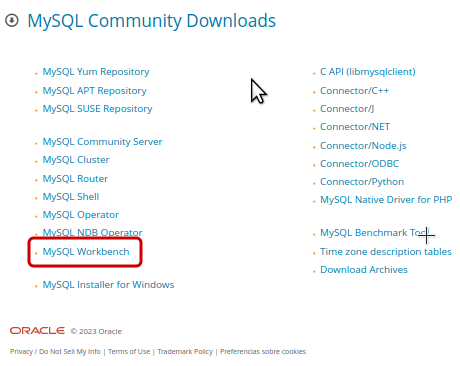 MySQL Community Downloads
MySQL Yum Repository
MySQL APT Repository
MySQL SUSE Repository
MySQL Community Server
MySQL Cluster
MySQL Router
MySQL Shell
MySQL Operator
MySQL NDB Operator
MySQL Workbench
MySQL Installer for Windows
C API (libmysqlclient)
Connector/C++
Connector/J
Connector/NET
Connector/Node.js
Connector/ODBC
Connector/Python
MySQL Native Driver for PHP
MySQL Benchmark Tool
Time zone description tables
Download Archives
ORACLE © 2023 Oracle
Privacy / Do Not Sell My Info | Terms of Use | Trademark Policy | Preferencias sobre cookies